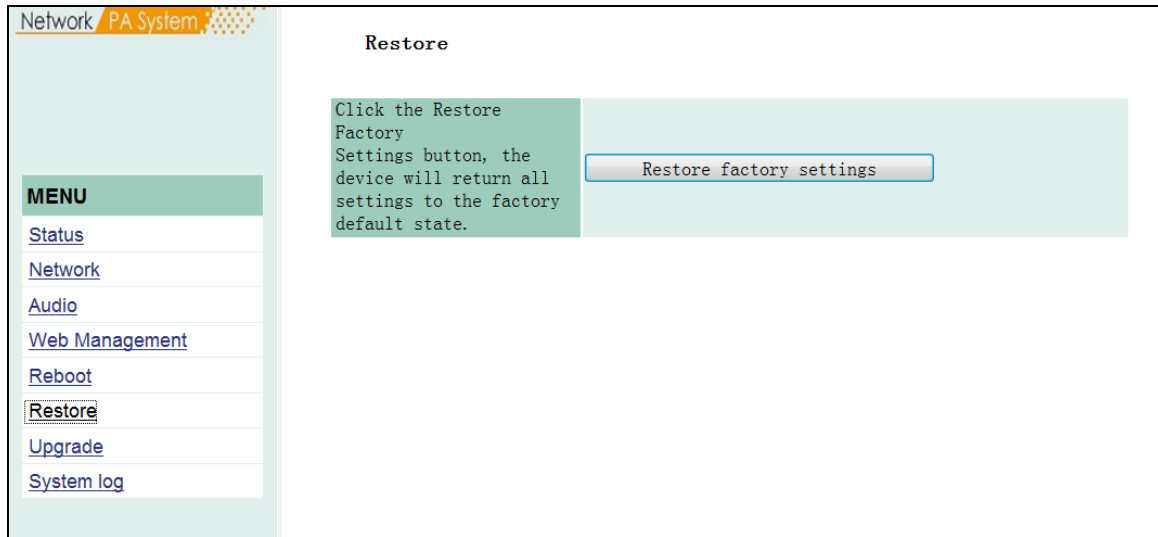 Network PA System
MENU
Status
Network
Audio
Web Management
Reboot
Restore
Upgrade
System log
Restore
Click the Restore
Factory
Settings button, the
device will return all
settings to the factory
default state.
Restore factory settings